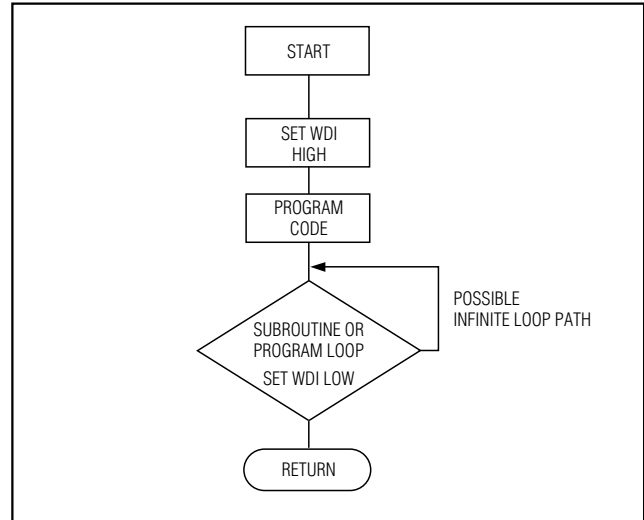 START
SET WDI
HIGH
PROGRAM
CODE
SUBROUTINE OR
PROGRAM LOOP
SET WDI LOW
POSSIBLE
INFINITE LOOP PATH
RETURN